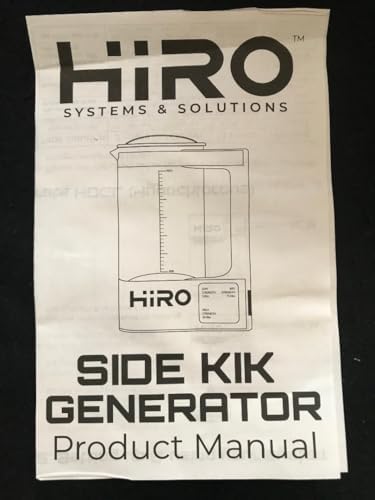 HiRO™
SYSTEMS & SOLUTIONS
HiRO
SIDE KIK
GENERATOR
Product Manual